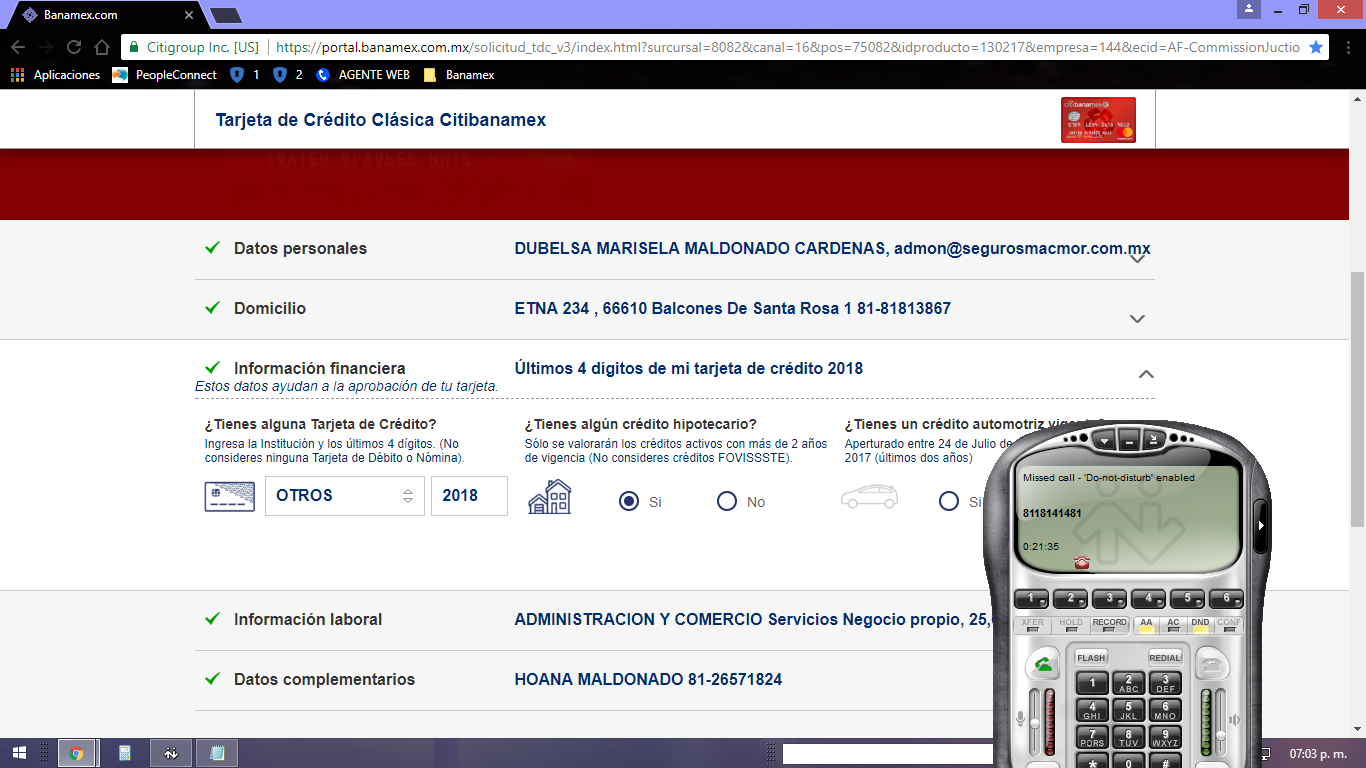 Banamex.com
Citigroup Inc. [US] https://portal.banamex.com.mx/solicitud_tdc_v3/index.html?surcursal=8082&canal=16&pos=75082&idproducto=130217&empresa=144&ecid=AF-CommissionJuctio
Aplicaciones PeopleConnect 1 2 AGENTE WEB Banamex
Tarjeta de Crédito Clásica Citibanamex
citibanamex
JAVIER ALVAREZ RUIZ
Datos personales DUBELSA MARISELA MALDONADO CARDENAS, admon@segurosmacmor.com.mx
Domicilio ETNA 234 , 66610 Balcones De Santa Rosa 1 81-81813867
Información financiera Últimos 4 dígitos de mi tarjeta de crédito 2018
Estos datos ayudan a la aprobación de tu tarjeta.
¿Tienes alguna Tarjeta de Crédito? ¿Tienes algún crédito hipotecario? ¿Tienes un crédito automotriz
Ingresa la Institución y los últimos 4 dígitos. (No Sólo se valorarán los créditos activos con más de 2 años Aperturado entre 24 de Julio de
consideres ninguna Tarjeta de Débito o Nómina). de vigencia (No consideres créditos FOVISSSTE). 2017 (últimos dos años)
OTROS 2018 Si No Si
Missed call - 'Do-not-disturb' enabled
8118141481
0:21:35
1 2 3 4 5 6
XFER HOLD RECORD AA AC DND CONF
Información laboral ADMINISTRACION Y COMERCIO Servicios Negocio propio, 25,
FLASH REDIAL
Datos complementarios HOANA MALDONADO 81-26571824
1 2 ABC 3 DEF
4 GHI 5 JKL 6 MNO
7 PQRS 8 TUV 9 WXYZ
* 0 #
07:03 p. m.